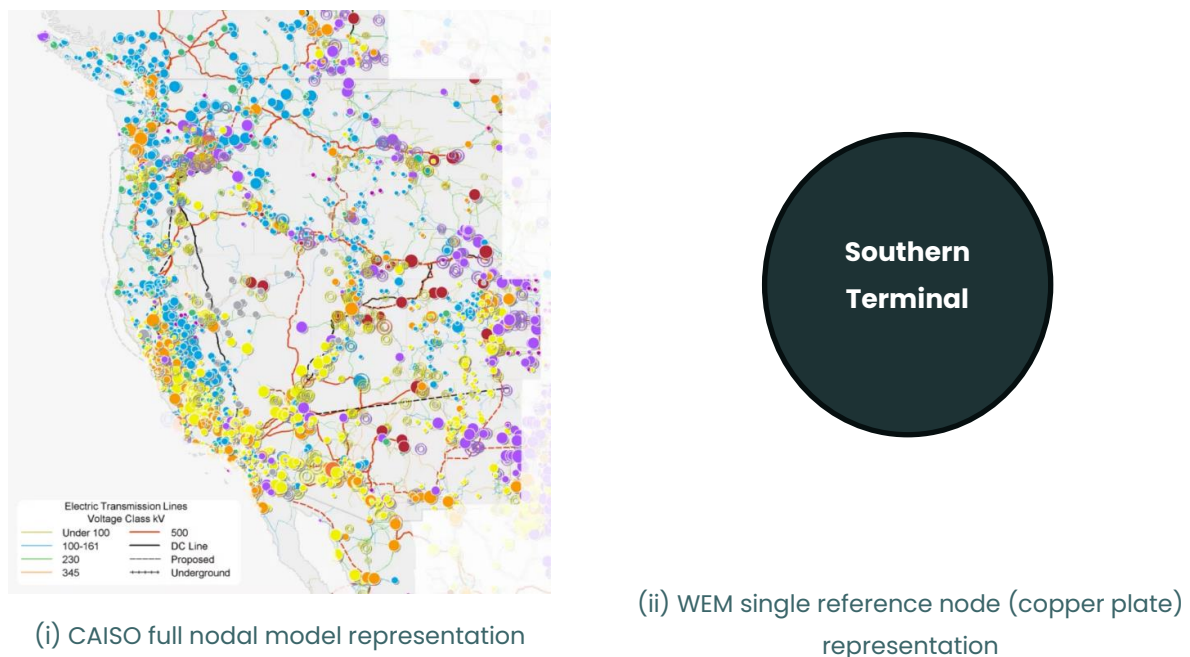 Southern
Terminal
Electric Transmission Lines
Voltage Class kV
Under 100
500
100-161
DC Line
230
Proposed
345
Underground
(i) CAISO full nodal model representation
(ii) WEM single reference node (copper plate)
representation